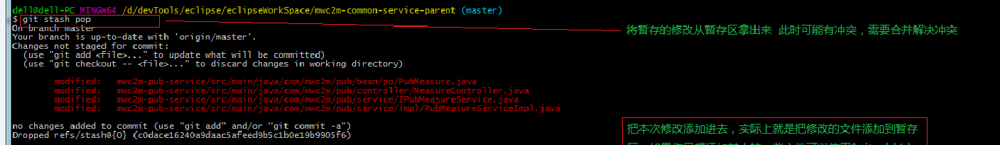 dell@dell-PC MINGW64 /d/devTools/eclipse/eclipseWorkSpace/mwc2m-common-service-parent (master)
$ git stash pop
将暂存的修改从暂存区拿出来 此时可能有冲突，需要合并解决冲突
On branch master
Your branch is up-to-date with 'origin/master'.
Changes not staged for commit:
(use "git add <file>..." to update what will be committed)
(use "git checkout -- <file>..." to discard changes in working directory)
modified: mwc2m-pub-service/src/main/java/com/mwc2m/pub/bean/po/PubMeasure.java
modified: mwc2m-pub-service/src/main/java/com/mwc2m/pub/controller/MeasureController.java
modified: mwc2m-pub-service/src/main/java/com/mwc2m/pub/service/IPubMeasureService.java
modified: mwc2m-pub-service/src/main/java/com/mwc2m/pub/service/impl/PubMeasureServiceImpl.java
no changes added to commit (use "git add" and/or "git commit -a")
Dropped refs/stash@{0} (c0dace16240a9daac5afeed9b5c1b0e19b9905f6)
把本次修改添加进去，实际上就是把修改的文件添加到暂存